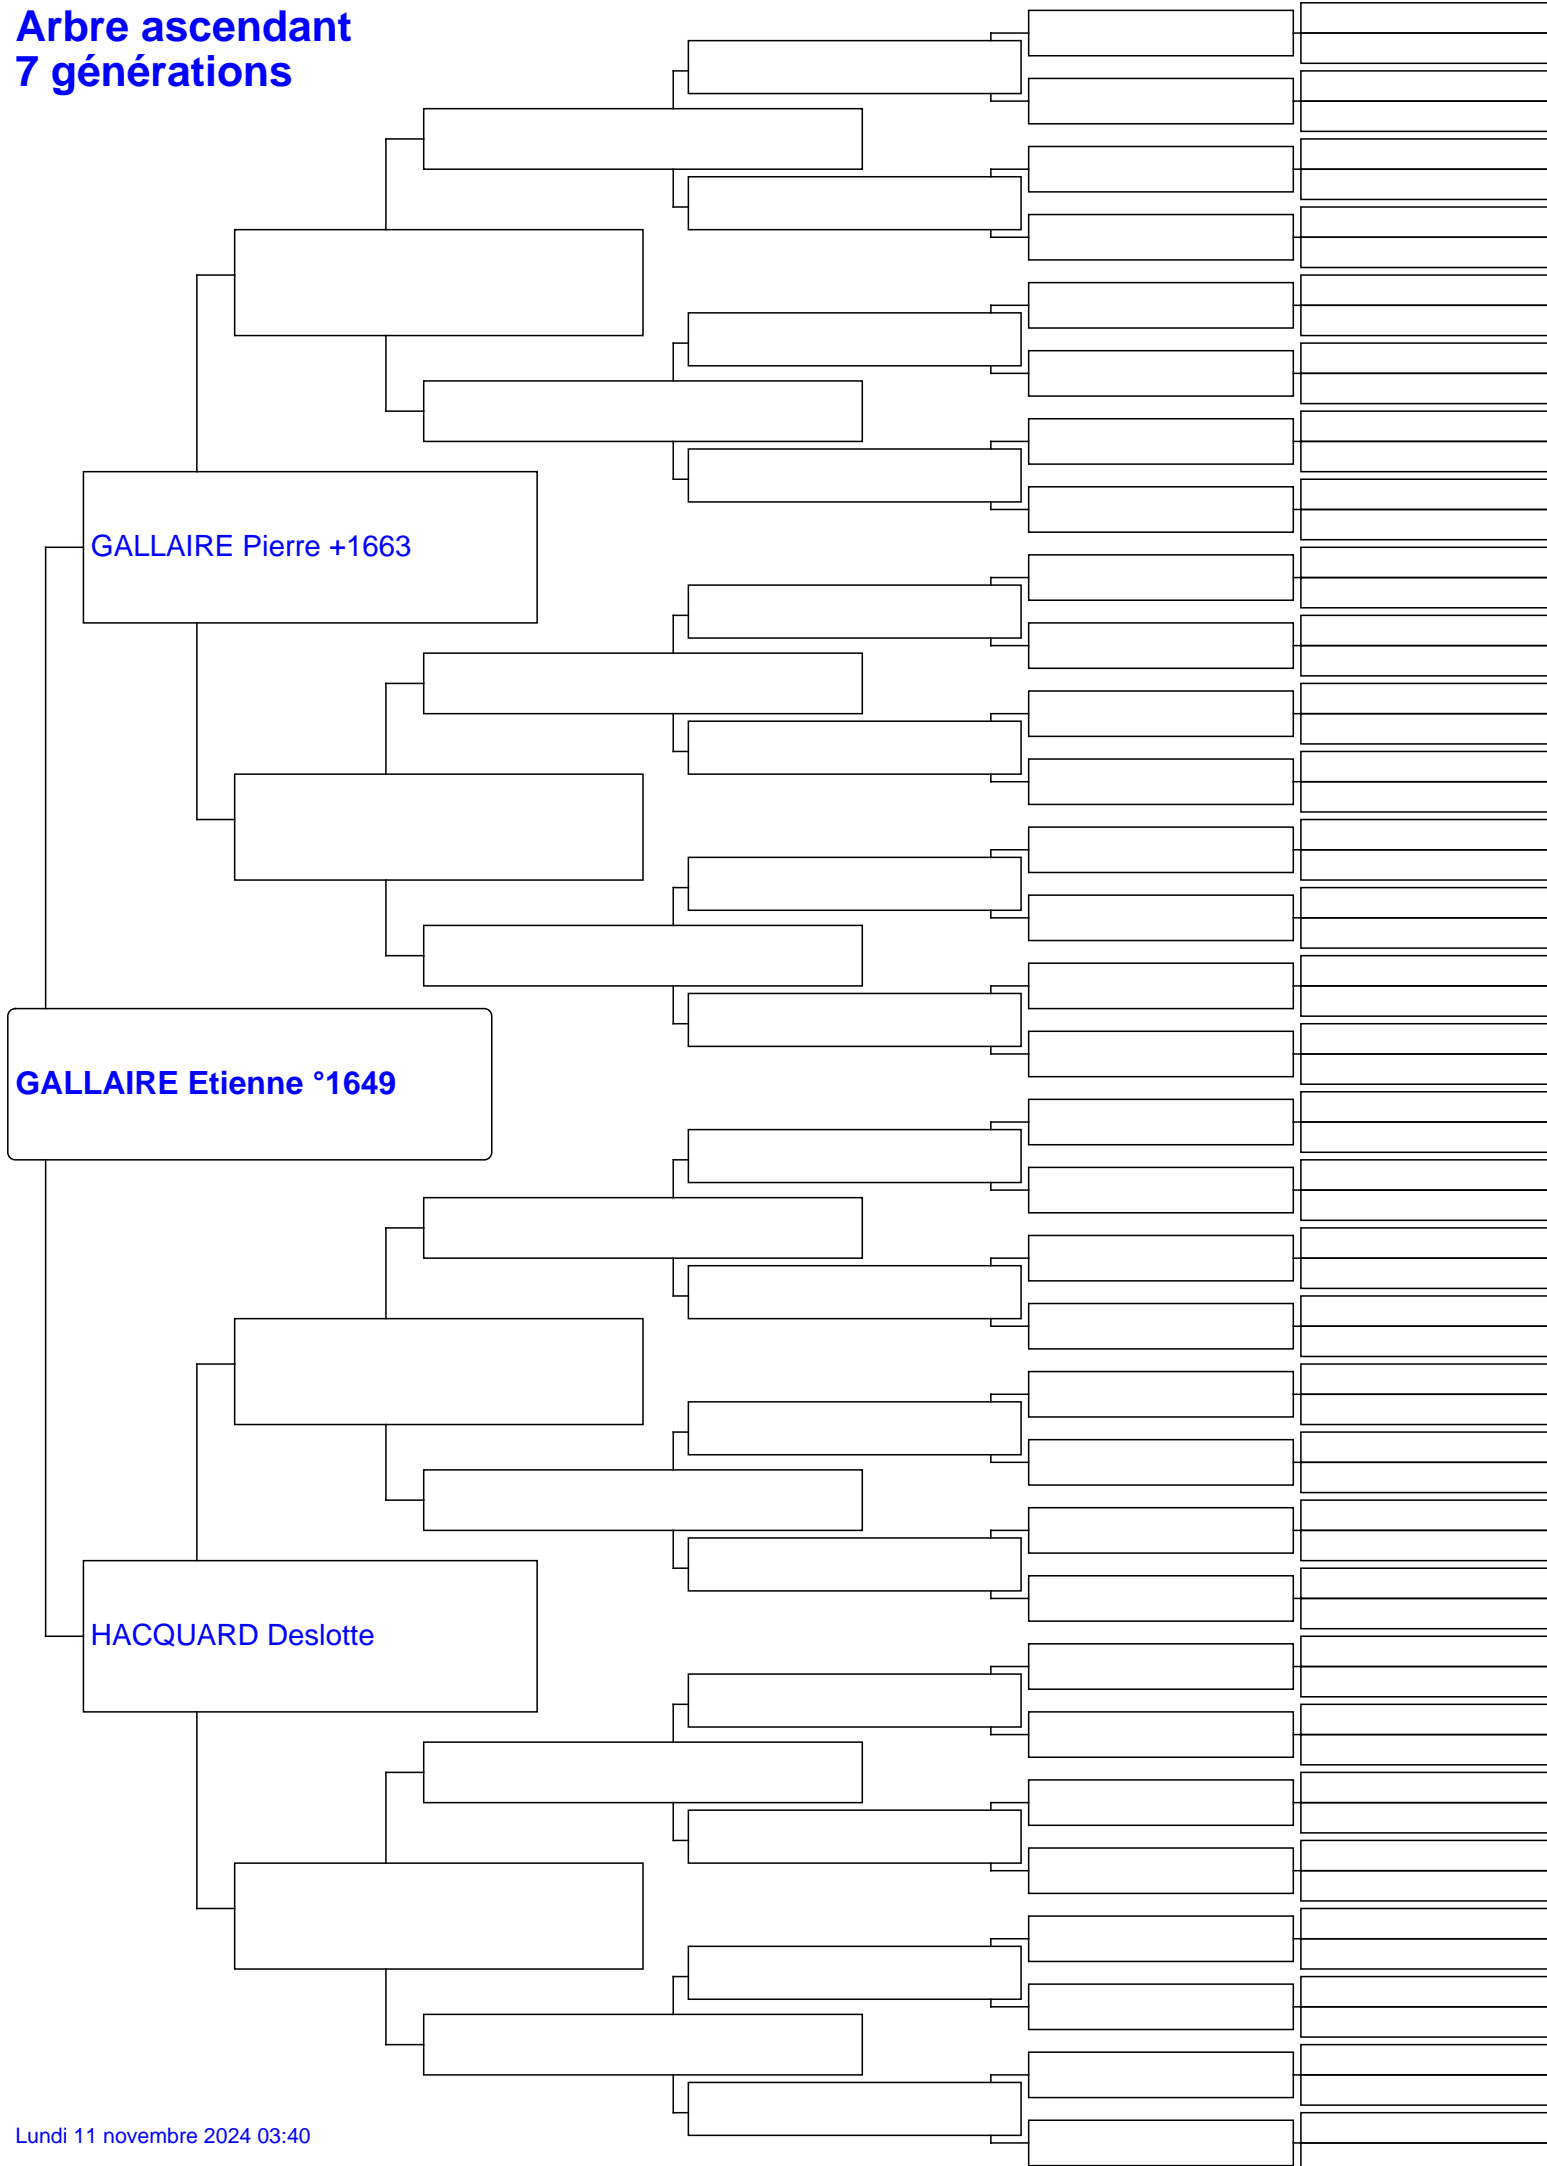 Arbre ascendant
7 générations
GALLAIRE Pierre +1663
GALLAIRE Etienne °1649
HACQUARD Deslotte
Lundi 11 novembre 2024 03:40